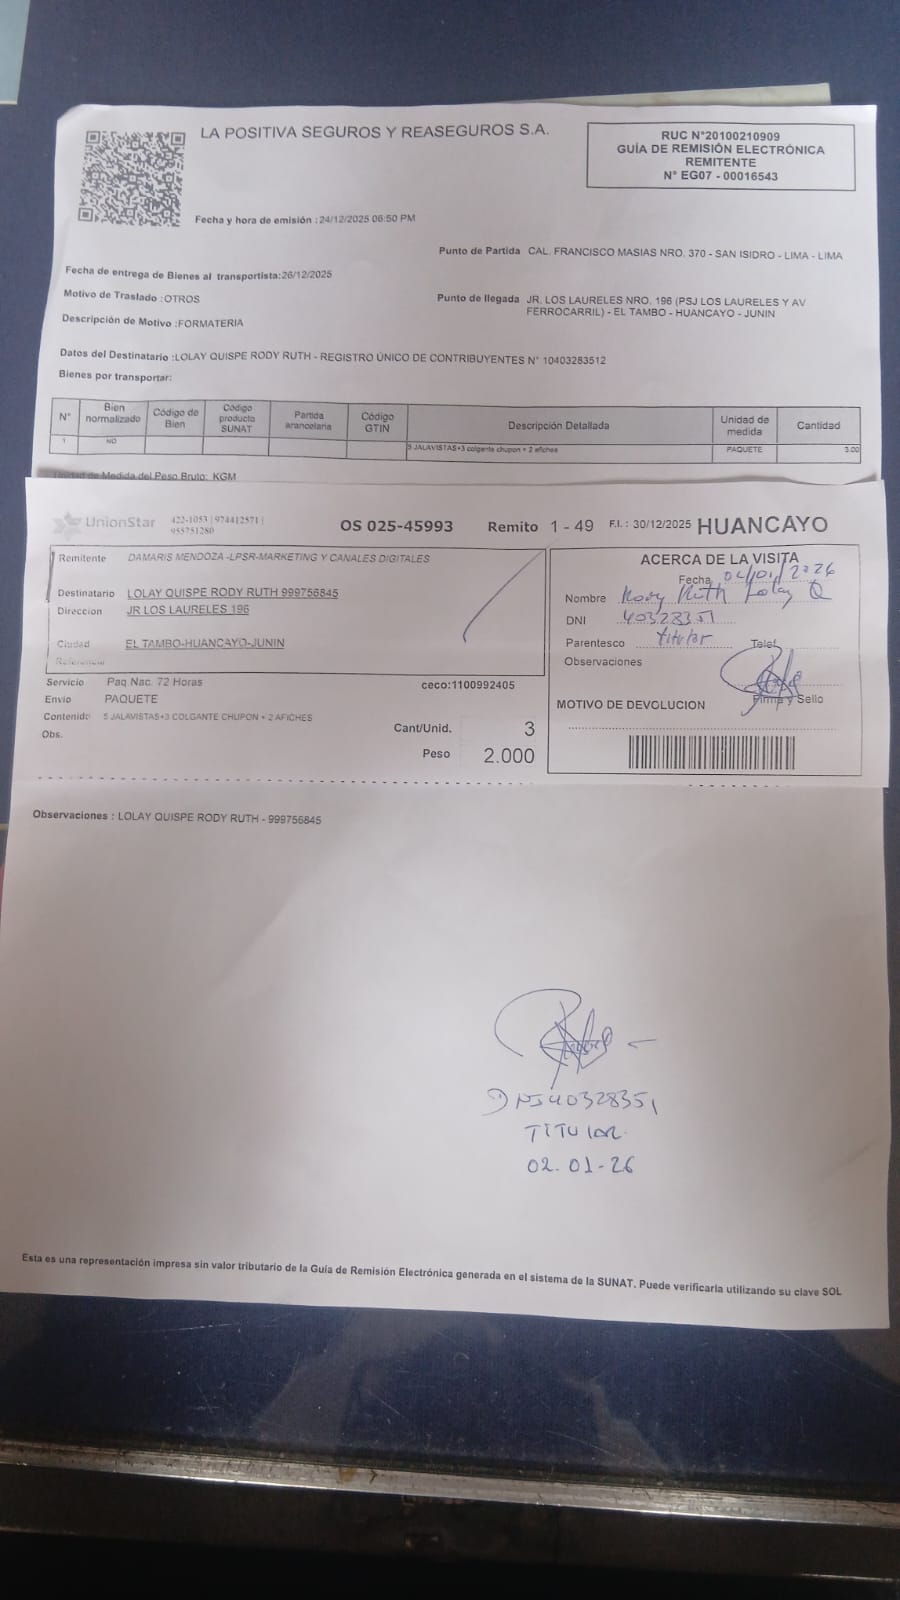 LA POSITIVA SEGUROS Y REASEGUROS S.A.
RUC N°20100210909
GUÍA DE REMISIÓN ELECTRÓNICA
REMITENTE
N° EG07 - 00016543
Fecha y hora de emisión :24/12/2025 06:50 PM
Punto de Partida CAL. FRANCISCO MASIAS NRO. 370 - SAN ISIDRO - LIMA - LIMA
Fecha de entrega de Bienes al transportista:26/12/2025
Motivo de Traslado :OTROS
Punto de llegada JR. LOS LAURELES NRO. 196 (PSJ LOS LAURELES Y AV
FERROCARRIL) - EL TAMBO - HUANCAYO - JUNIN
Descripción de Motivo :FORMATERIA
Datos del Destinatario :LOLAY QUISPE RODY RUTH - REGISTRO ÚNICO DE CONTRIBUYENTES N° 10403283512
Bienes por transportar:
N° Bien normalizado Código de Bien Código producto SUNAT Partida arancelaria Código GTIN Descripción Detallada Unidad de medida Cantidad
1 NO 5 JALAVISTAS+3 colgante chupon + 2 afiches PAQUETE 3.00
Unidad de Medida del Peso Bruto: KGM
UnionStar 422-1053 | 974412571 |
955751280
OS 025-45993 Remito 1 - 49 F.I.: 30/12/2025 HUANCAYO
Remitente DAMARIS MENDOZA -LPSR-MARKETING Y CANALES DIGITALES
Destinatario LOLAY QUISPE RODY RUTH 999756845
Direccion JR LOS LAURELES 196
Ciudad EL TAMBO-HUANCAYO-JUNIN
Referencia
Servicio Paq Nac. 72 Horas ceco:1100992405
Envio PAQUETE
Contenido: 5 JALAVISTAS+3 COLGANTE CHUPON + 2 AFICHES
Obs.
Cant/Unid. 3
Peso 2.000
ACERCA DE LA VISITA
Fecha /01/2026
Nombre Rody Ruth Lolay Q
DNI 40328351
Parentesco titular Telef.
Observaciones
Firma y Sello
MOTIVO DE DEVOLUCION
Observaciones : LOLAY QUISPE RODY RUTH - 999756845
DNI 40328351
TITULAR
02.01-26
Esta es una representación impresa sin valor tributario de la Guía de Remisión Electrónica generada en el sistema de la SUNAT. Puede verificarla utilizando su clave SOL